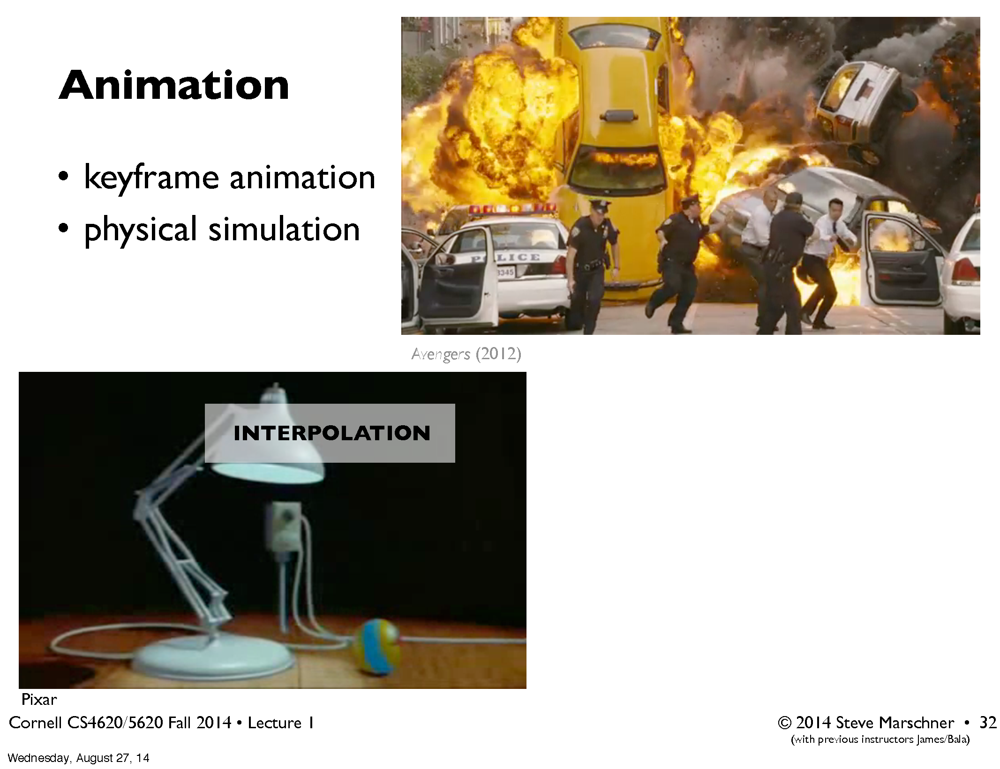 Animation
• keyframe animation
• physical simulation
POLICE
3345
Avengers (2012)
INTERPOLATION
Pixar
Cornell CS4620/5620 Fall 2014 • Lecture 1
© 2014 Steve Marschner • 32
(with previous instructors James/Bala)
Wednesday, August 27, 14